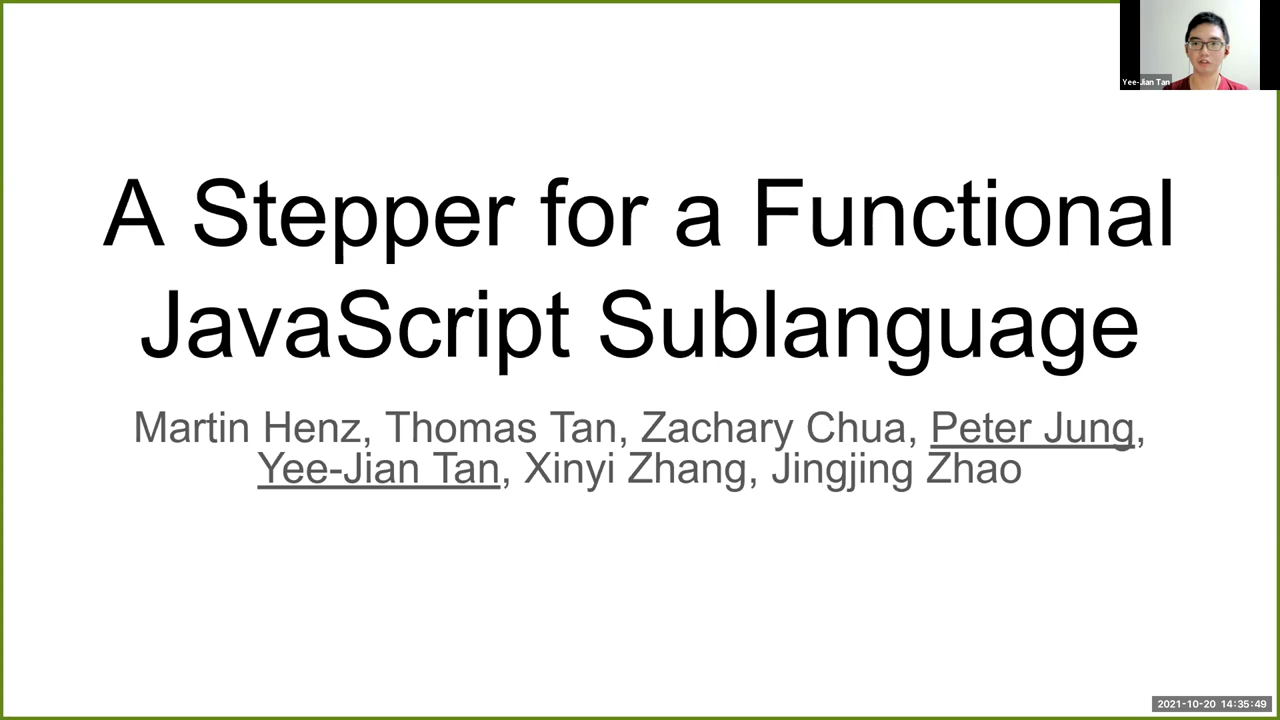 Yee-Jian Tan
A Stepper for a Functional
JavaScript Sublanguage
Martin Henz, Thomas Tan, Zachary Chua, Peter Jung,
Yee-Jian Tan, Xinyi Zhang, Jingjing Zhao
2021-10-20 14:35:49